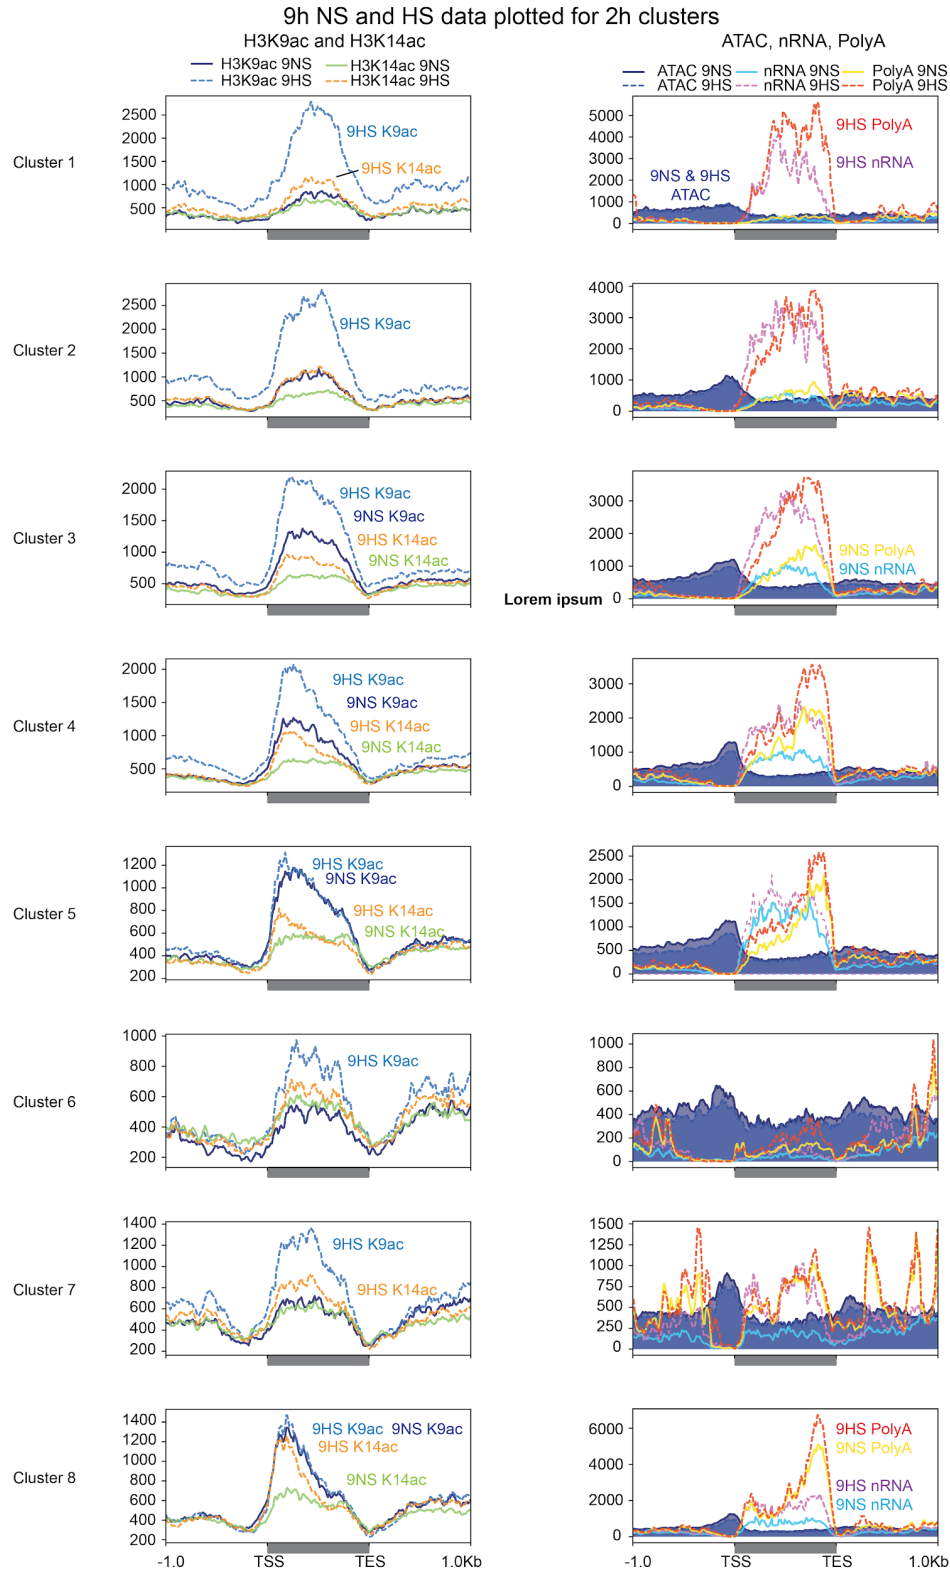 9h NS and HS data plotted for 2h clusters
H3K9ac and H3K14ac
H3K9ac 9NS H3K14ac 9NS
H3K9ac 9HS H3K14ac 9HS
ATAC, nRNA, PolyA
ATAC 9NS nRNA 9NS PolyA 9NS
ATAC 9HS nRNA 9HS PolyA 9HS
Cluster 1
2500
2000
1500
1000
500
9HS K9ac
9HS K14ac
5000
4000
3000
2000
1000
0
9HS PolyA
9HS nRNA
9NS & 9HS
ATAC
Cluster 2
2500
2000
1500
1000
500
9HS K9ac
4000
3000
2000
1000
0
Cluster 3
2000
1500
1000
500
9HS K9ac
9NS K9ac
9HS K14ac
9NS K14ac
Lorem ipsum
3000
2000
1000
0
9NS PolyA
9NS nRNA
Cluster 4
2000
1500
1000
500
9HS K9ac
9NS K9ac
9HS K14ac
9NS K14ac
3000
2000
1000
0
Cluster 5
1200
1000
800
600
400
200
9HS K9ac
9NS K9ac
9HS K14ac
9NS K14ac
2500
2000
1500
1000
500
0
Cluster 6
1000
800
600
400
200
9HS K9ac
1000
800
600
400
200
0
Cluster 7
1400
1200
1000
800
600
400
200
9HS K9ac
9HS K14ac
1500
1250
1000
750
500
250
0
Cluster 8
1400
1200
1000
800
600
400
200
9HS K9ac 9NS K9ac
9HS K14ac
9NS K14ac
6000
4000
2000
0
9HS PolyA
9NS PolyA
9HS nRNA
9NS nRNA
-1.0 TSS TES 1.0Kb
-1.0 TSS TES 1.0Kb